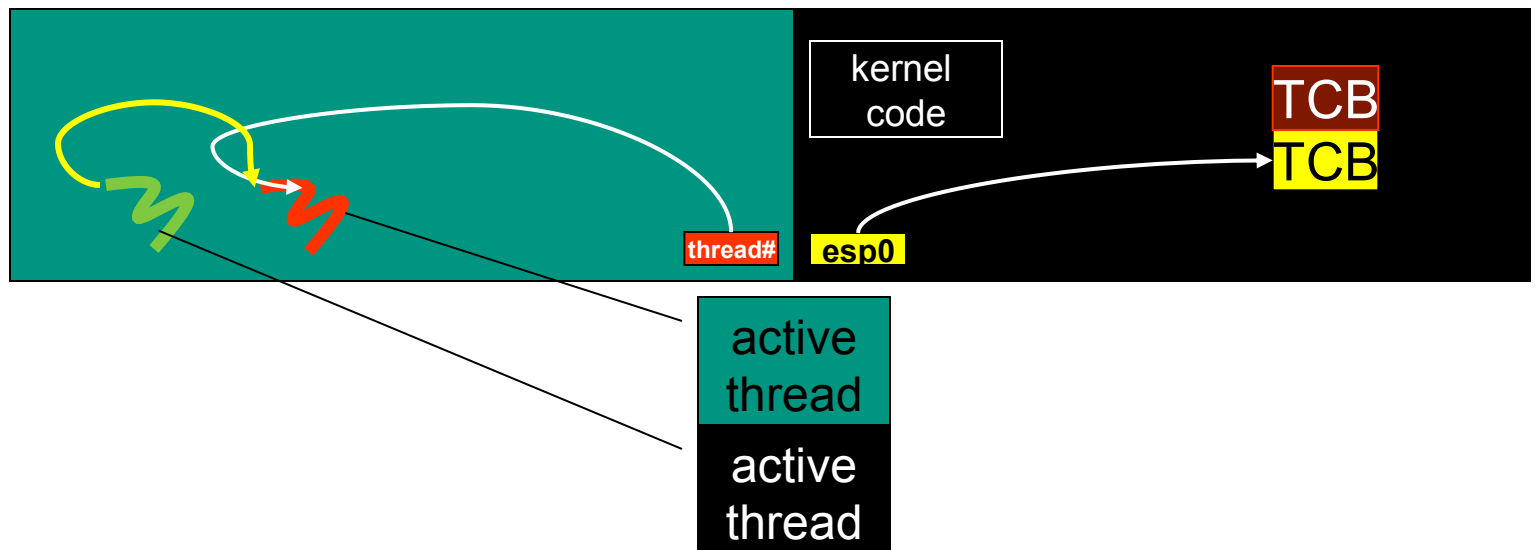 kernel
code
TCB
TCB
thread#
esp0
active
thread
active
thread